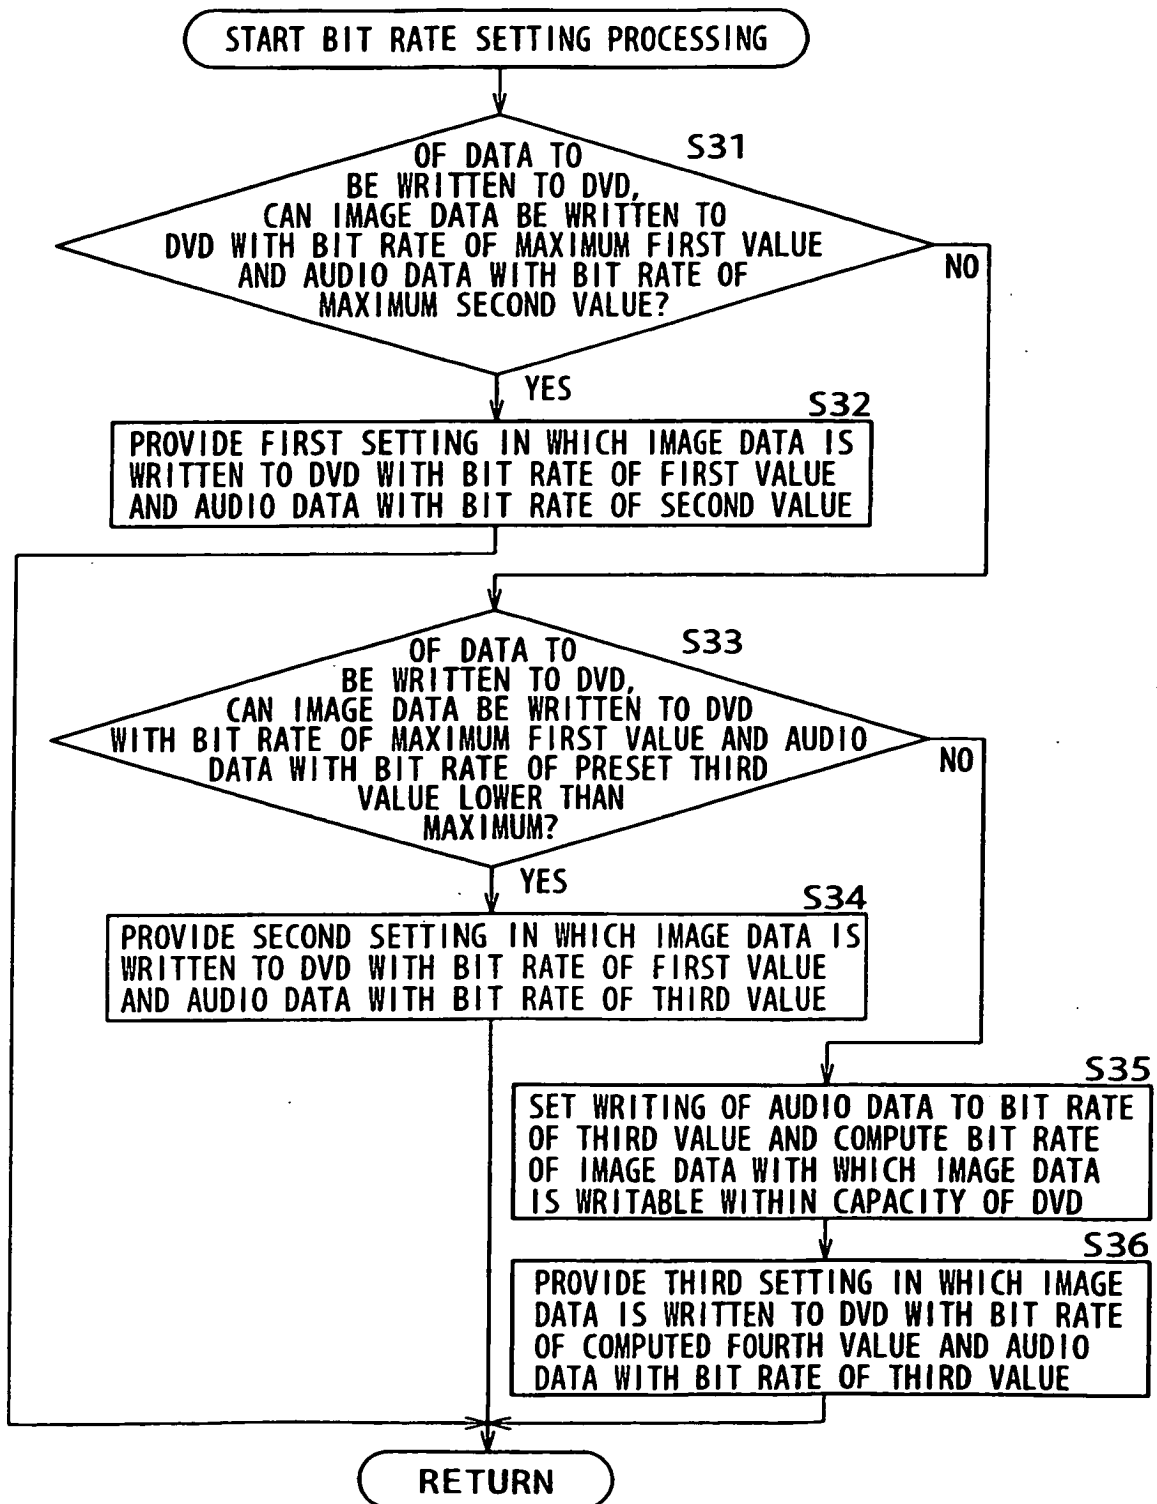 START BIT RATE SETTING PROCESSING
S31
OF DATA TO
BE WRITTEN TO DVD,
CAN IMAGE DATA BE WRITTEN TO
DVD WITH BIT RATE OF MAXIMUM FIRST VALUE
AND AUDIO DATA WITH BIT RATE OF
MAXIMUM SECOND VALUE?
NO
YES
S32
PROVIDE FIRST SETTING IN WHICH IMAGE DATA IS
WRITTEN TO DVD WITH BIT RATE OF FIRST VALUE
AND AUDIO DATA WITH BIT RATE OF SECOND VALUE
S33
OF DATA TO
BE WRITTEN TO DVD,
CAN IMAGE DATA BE WRITTEN TO DVD
WITH BIT RATE OF MAXIMUM FIRST VALUE AND AUDIO
DATA WITH BIT RATE OF PRESET THIRD
VALUE LOWER THAN
MAXIMUM?
NO
YES
S34
PROVIDE SECOND SETTING IN WHICH IMAGE DATA IS
WRITTEN TO DVD WITH BIT RATE OF FIRST VALUE
AND AUDIO DATA WITH BIT RATE OF THIRD VALUE
S35
SET WRITING OF AUDIO DATA TO BIT RATE
OF THIRD VALUE AND COMPUTE BIT RATE
OF IMAGE DATA WITH WHICH IMAGE DATA
IS WRITABLE WITHIN CAPACITY OF DVD
S36
PROVIDE THIRD SETTING IN WHICH IMAGE
DATA IS WRITTEN TO DVD WITH BIT RATE
OF COMPUTED FOURTH VALUE AND AUDIO
DATA WITH BIT RATE OF THIRD VALUE
RETURN